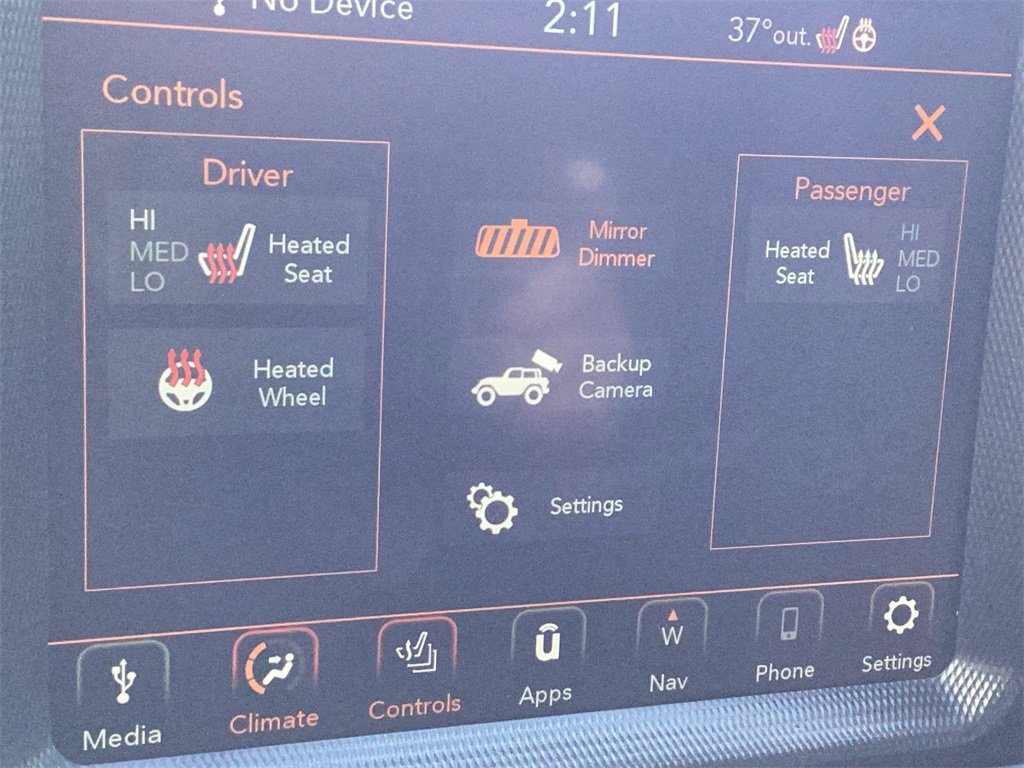 No Device
2:11
37°out.
Controls
Driver
HI
MED
LO
Heated
Seat
Heated
Wheel
Mirror
Dimmer
Backup
Camera
Settings
Passenger
Heated
Seat
HI
MED
LO
Media
Climate
Controls
Apps
W
Nav
Phone
Settings